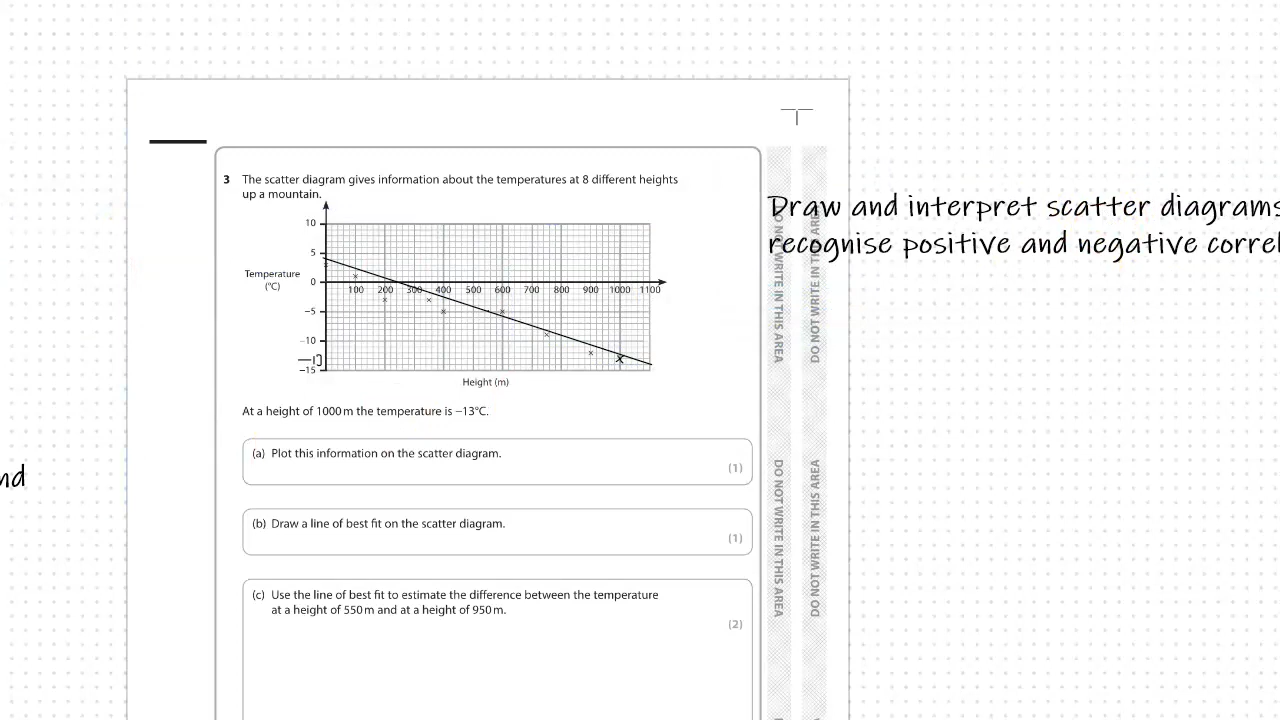 3 The scatter diagram gives information about the temperatures at 8 different heights
up a mountain.
10
5
Temperature
(°C)
0
100 200 300 400 500 600 700 800 900 1000 1100
−5
−10
−13
−15
Height (m)
At a height of 1000 m the temperature is −13°C.
(a) Plot this information on the scatter diagram.
(1)
(b) Draw a line of best fit on the scatter diagram.
(1)
(c) Use the line of best fit to estimate the difference between the temperature
at a height of 550 m and at a height of 950 m.
(2)
DO NOT WRITE IN THIS AREA
DO NOT WRITE IN THIS AREA
DO NOT WRITE IN THIS AREA
DO NOT WRITE IN THIS AREA
Draw and interpret scatter diagrams
recognise positive and negative correl
nd